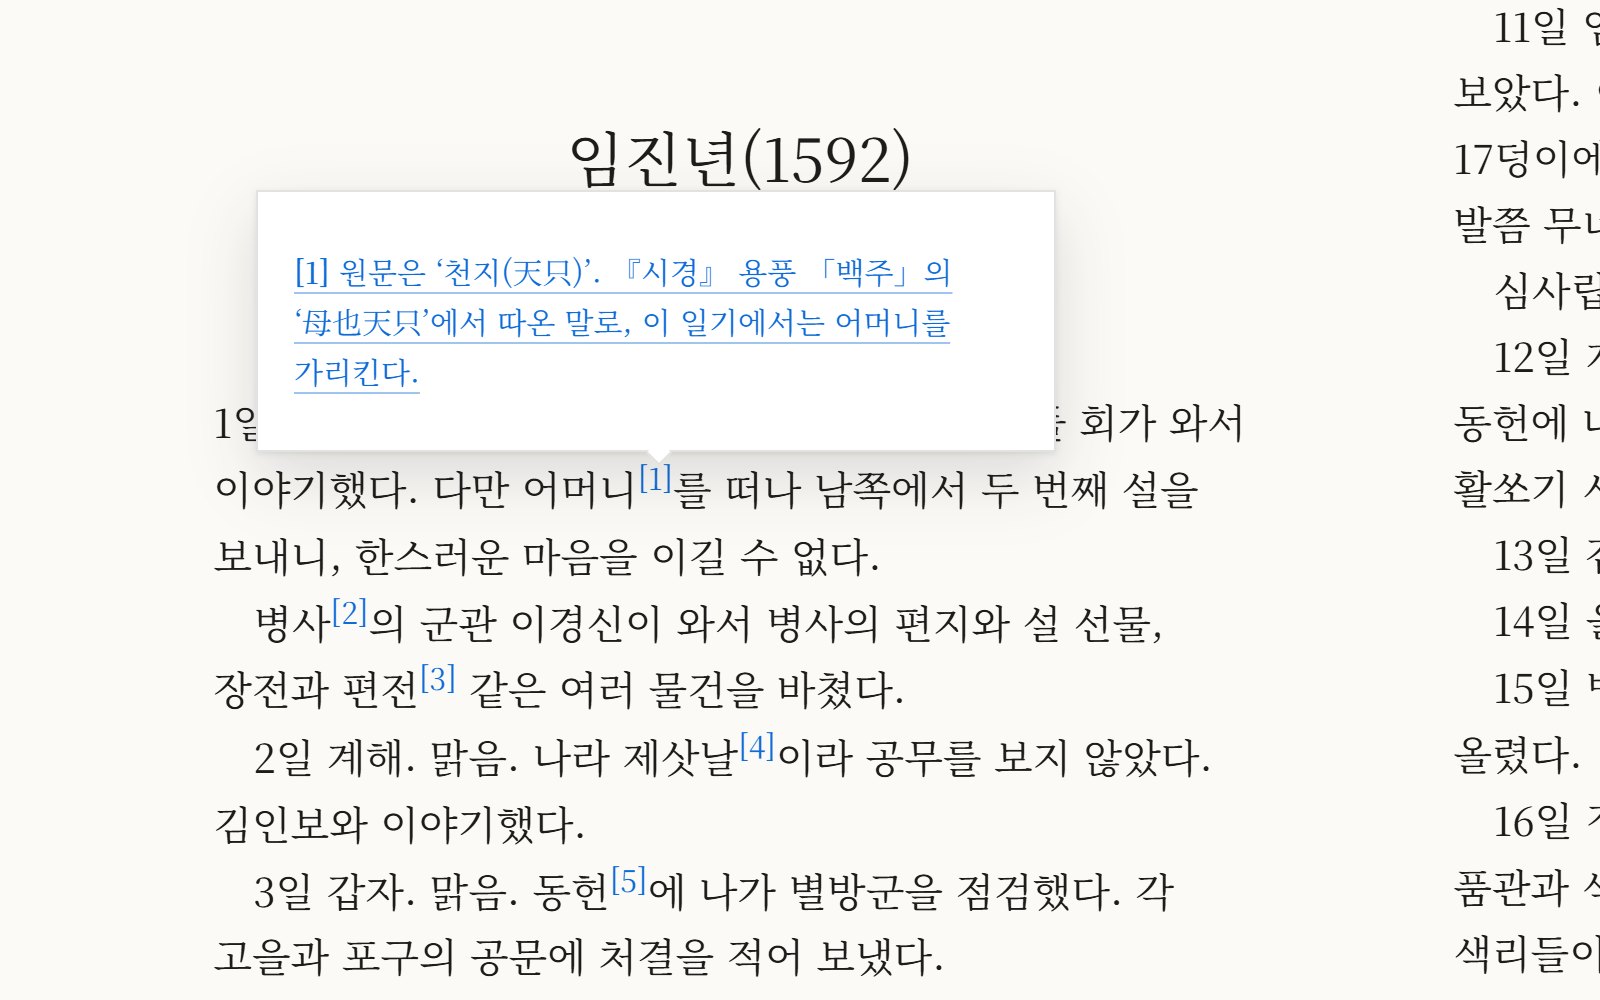 임진년(1592)
[1] 원문은 ‘천지(天只)’. 『시경』 용풍 「백주」의
‘母也天只’에서 따온 말로, 이 일기에서는 어머니를
가리킨다.
회가 와서
이야기했다. 다만 어머니[1]를 떠나 남쪽에서 두 번째 설을
보내니, 한스러운 마음을 이길 수 없다.
병사[2]의 군관 이경신이 와서 병사의 편지와 설 선물,
장전과 편전[3] 같은 여러 물건을 바쳤다.
2일 계해. 맑음. 나라 제삿날[4]이라 공무를 보지 않았다.
김인보와 이야기했다.
3일 갑자. 맑음. 동헌[5]에 나가 별방군을 점검했다. 각
고을과 포구의 공문에 처결을 적어 보냈다.
11일
보았다.
17덩이에
발쯤
심사립
12일
동헌에
활쏘기
13일
14일
15일
올렸다.
16일
품관과
색리들이